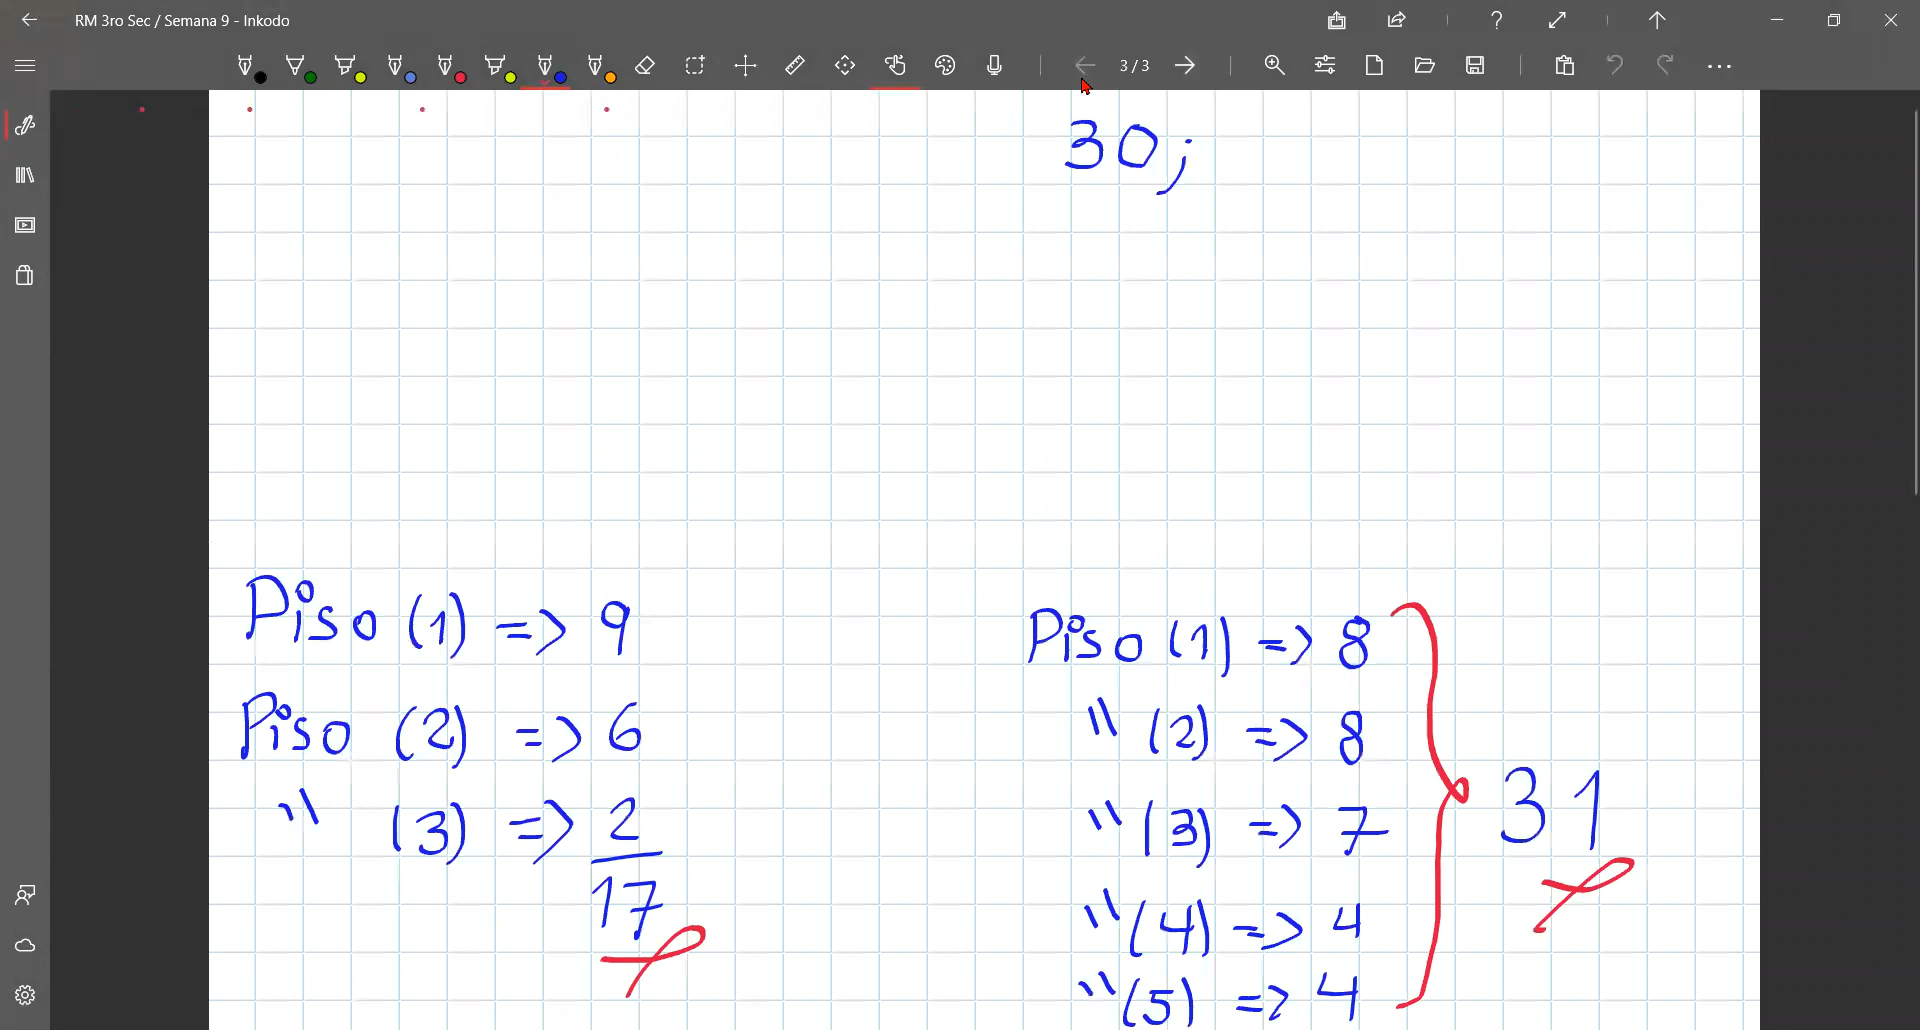 RM 3ro Sec / Semana 9 - Inkodo
3 / 3
30;
Piso (1) => 9
Piso (2) => 6
" (3) => 2
17
Piso (1) => 8
" (2) => 8
" (3) => 7
" (4) => 4
" (5) => 4
31